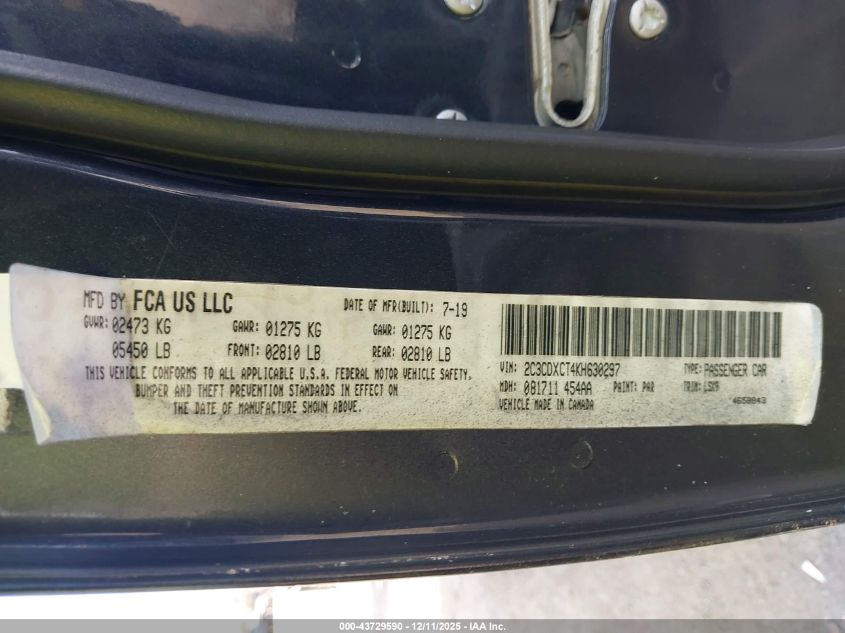 MFD BY FCA US LLC DATE OF MFR(BUILT): 7-19
GVWR: 02473 KG GAWR: 01275 KG GAWR: 01275 KG
05450 LB FRONT: 02810 LB REAR: 02810 LB
THIS VEHICLE CONFORMS TO ALL APPLICABLE U.S.A. FEDERAL MOTOR VEHICLE SAFETY,
BUMPER AND THEFT PREVENTION STANDARDS IN EFFECT ON
THE DATE OF MANUFACTURE SHOWN ABOVE.
VIN: 2C3CDXCT4KH630297 TYPE: PASSENGER CAR
MDH: 081711 454AA PAINT: PAR TRIM: LSX9
VEHICLE MADE IN CANADA 4650843
000-43729590 - 12/11/2025 - IAA Inc.